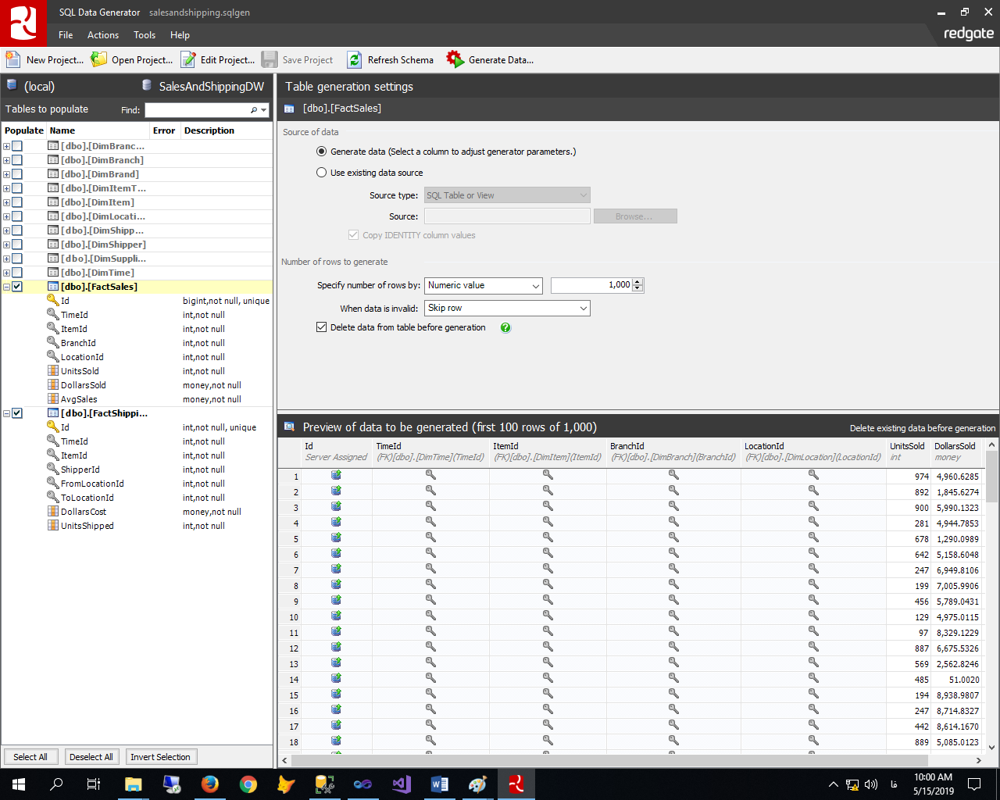 SQL Data Generator salesandshipping.sqlgen
File Actions Tools Help
redgate
New Project... Open Project... Edit Project... Save Project Refresh Schema Generate Data...
(local) SalesAndShippingDW
Tables to populate Find:
Populate Name Error Description
[dbo].[DimBranc...
[dbo].[DimBranch]
[dbo].[DimBrand]
[dbo].[DimItemT...
[dbo].[DimItem]
[dbo].[DimLocati...
[dbo].[DimShipp...
[dbo].[DimShipper]
[dbo].[DimSuppli...
[dbo].[DimTime]
[dbo].[FactSales]
Id bigint,not null, unique
TimeId int,not null
ItemId int,not null
BranchId int,not null
LocationId int,not null
UnitsSold int,not null
DollarsSold money,not null
AvgSales money,not null
[dbo].[FactShippi...
Id int,not null, unique
TimeId int,not null
ItemId int,not null
ShipperId int,not null
FromLocationId int,not null
ToLocationId int,not null
DollarsCost money,not null
UnitsShipped int,not null
Select All Deselect All Invert Selection
Table generation settings
[dbo].[FactSales]
Source of data
Generate data (Select a column to adjust generator parameters.)
Use existing data source
Source type: SQL Table or View
Source: Browse...
Copy IDENTITY column values
Number of rows to generate
Specify number of rows by: Numeric value 1,000
When data is invalid: Skip row
Delete data from table before generation
Preview of data to be generated (first 100 rows of 1,000) Delete existing data before generation
Id TimeId ItemId BranchId LocationId UnitsSold DollarsSold
Server Assigned (FK)[dbo].[DimTime](TimeId) (FK)[dbo].[DimItem](ItemId) (FK)[dbo].[DimBranch](BranchId) (FK)[dbo].[DimLocation](LocationId) int money
1 974 4,960.6285
2 892 1,845.6274
3 900 5,990.1323
4 281 4,944.7853
5 678 1,290.0989
6 642 5,158.6048
7 247 6,949.8106
8 199 7,005.9906
9 456 5,789.0431
10 129 4,975.0115
11 97 8,329.1229
12 887 6,675.5326
13 569 2,562.8246
14 485 51.0020
15 194 8,938.9807
16 247 8,714.8327
17 442 8,614.1670
18 889 5,085.0123
فا 10:00 AM
5/15/2019